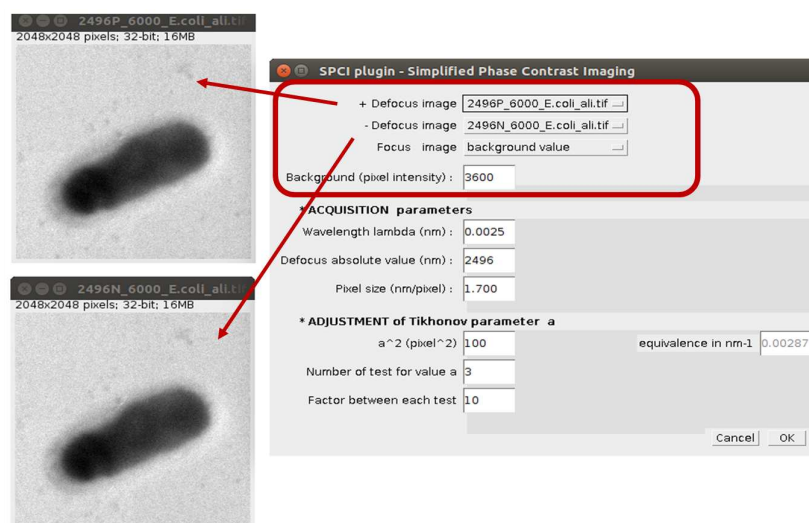 2496P_6000_E.coli_ali.tif
2048x2048 pixels; 32-bit; 16MB
2496N_6000_E.coli_ali.tif
2048x2048 pixels; 32-bit; 16MB
SPCI plugin - Simplified Phase Contrast Imaging
+ Defocus image 2496P_6000_E.coli_ali.tif
- Defocus image 2496N_6000_E.coli_ali.tif
Focus image background value
Background (pixel intensity) : 3600
*ACQUISITION parameters
Wavelength lambda (nm) : 0.0025
Defocus absolute value (nm) : 2496
Pixel size (nm/pixel) : 1.700
*ADJUSTMENT of Tikhonov parameter a
a^2 (pixel^2) 100 equivalence in nm-1 0.00287
Number of test for value a 3
Factor between each test 10
Cancel OK